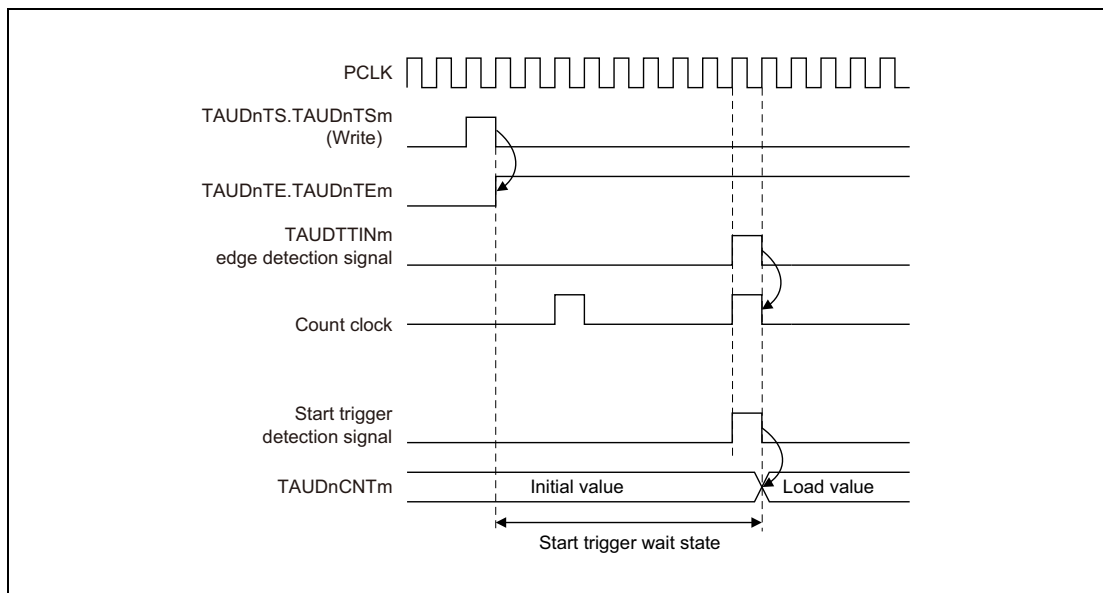 PCLK
TAUDnTS.TAUDnTSm
(Write)
TAUDnTE.TAUDnTEm
TAUDTTINm
edge detection signal
Count clock
Start trigger
detection signal
TAUDnCNTm
Initial value
Load value
Start trigger wait state